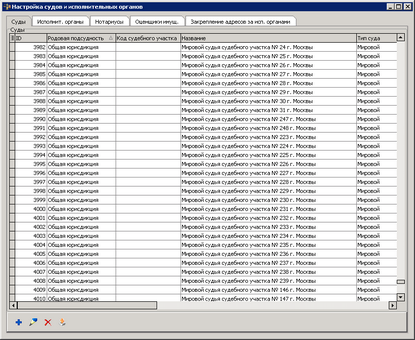 Настройка судов и исполнительных органов
Суды Исполнит. органы Нотариусы Оценщики имущ. Закрепление адресов за исп. органами
Суды
ID Родовая подсудность Код судебного участка Название Тип суда
3982 Общая юрисдикция Мировой судья судебного участка № 24 г. Москвы Мировой
3983 Общая юрисдикция Мировой судья судебного участка № 25 г. Москвы Мировой
3984 Общая юрисдикция Мировой судья судебного участка № 26 г. Москвы Мировой
3985 Общая юрисдикция Мировой судья судебного участка № 27 г. Москвы Мировой
3986 Общая юрисдикция Мировой судья судебного участка № 28 г. Москвы Мировой
3987 Общая юрисдикция Мировой судья судебного участка № 29 г. Москвы Мировой
3988 Общая юрисдикция Мировой судья судебного участка № 30 г. Москвы Мировой
3989 Общая юрисдикция Мировой судья судебного участка № 31 г. Москвы Мировой
3990 Общая юрисдикция Мировой судья судебного участка № 247 г. Москвы Мировой
3991 Общая юрисдикция Мировой судья судебного участка № 248 г. Москвы Мировой
3992 Общая юрисдикция Мировой судья судебного участка № 223 г. Москвы Мировой
3993 Общая юрисдикция Мировой судья судебного участка № 224 г. Москвы Мировой
3994 Общая юрисдикция Мировой судья судебного участка № 225 г. Москвы Мировой
3995 Общая юрисдикция Мировой судья судебного участка № 226 г. Москвы Мировой
3996 Общая юрисдикция Мировой судья судебного участка № 227 г. Москвы Мировой
3997 Общая юрисдикция Мировой судья судебного участка № 228 г. Москвы Мировой
3998 Общая юрисдикция Мировой судья судебного участка № 229 г. Москвы Мировой
3999 Общая юрисдикция Мировой судья судебного участка № 230 г. Москвы Мировой
4000 Общая юрисдикция Мировой судья судебного участка № 231 г. Москвы Мировой
4001 Общая юрисдикция Мировой судья судебного участка № 232 г. Москвы Мировой
4002 Общая юрисдикция Мировой судья судебного участка № 233 г. Москвы Мировой
4003 Общая юрисдикция Мировой судья судебного участка № 234 г. Москвы Мировой
4004 Общая юрисдикция Мировой судья судебного участка № 235 г. Москвы Мировой
4005 Общая юрисдикция Мировой судья судебного участка № 236 г. Москвы Мировой
4006 Общая юрисдикция Мировой судья судебного участка № 237 г. Москвы Мировой
4007 Общая юрисдикция Мировой судья судебного участка № 238 г. Москвы Мировой
4008 Общая юрисдикция Мировой судья судебного участка № 239 г. Москвы Мировой
4009 Общая юрисдикция Мировой судья судебного участка № 146 г. Москвы Мировой
4010 Общая юрисдикция Мировой судья судебного участка № 147 г. Москвы Мировой